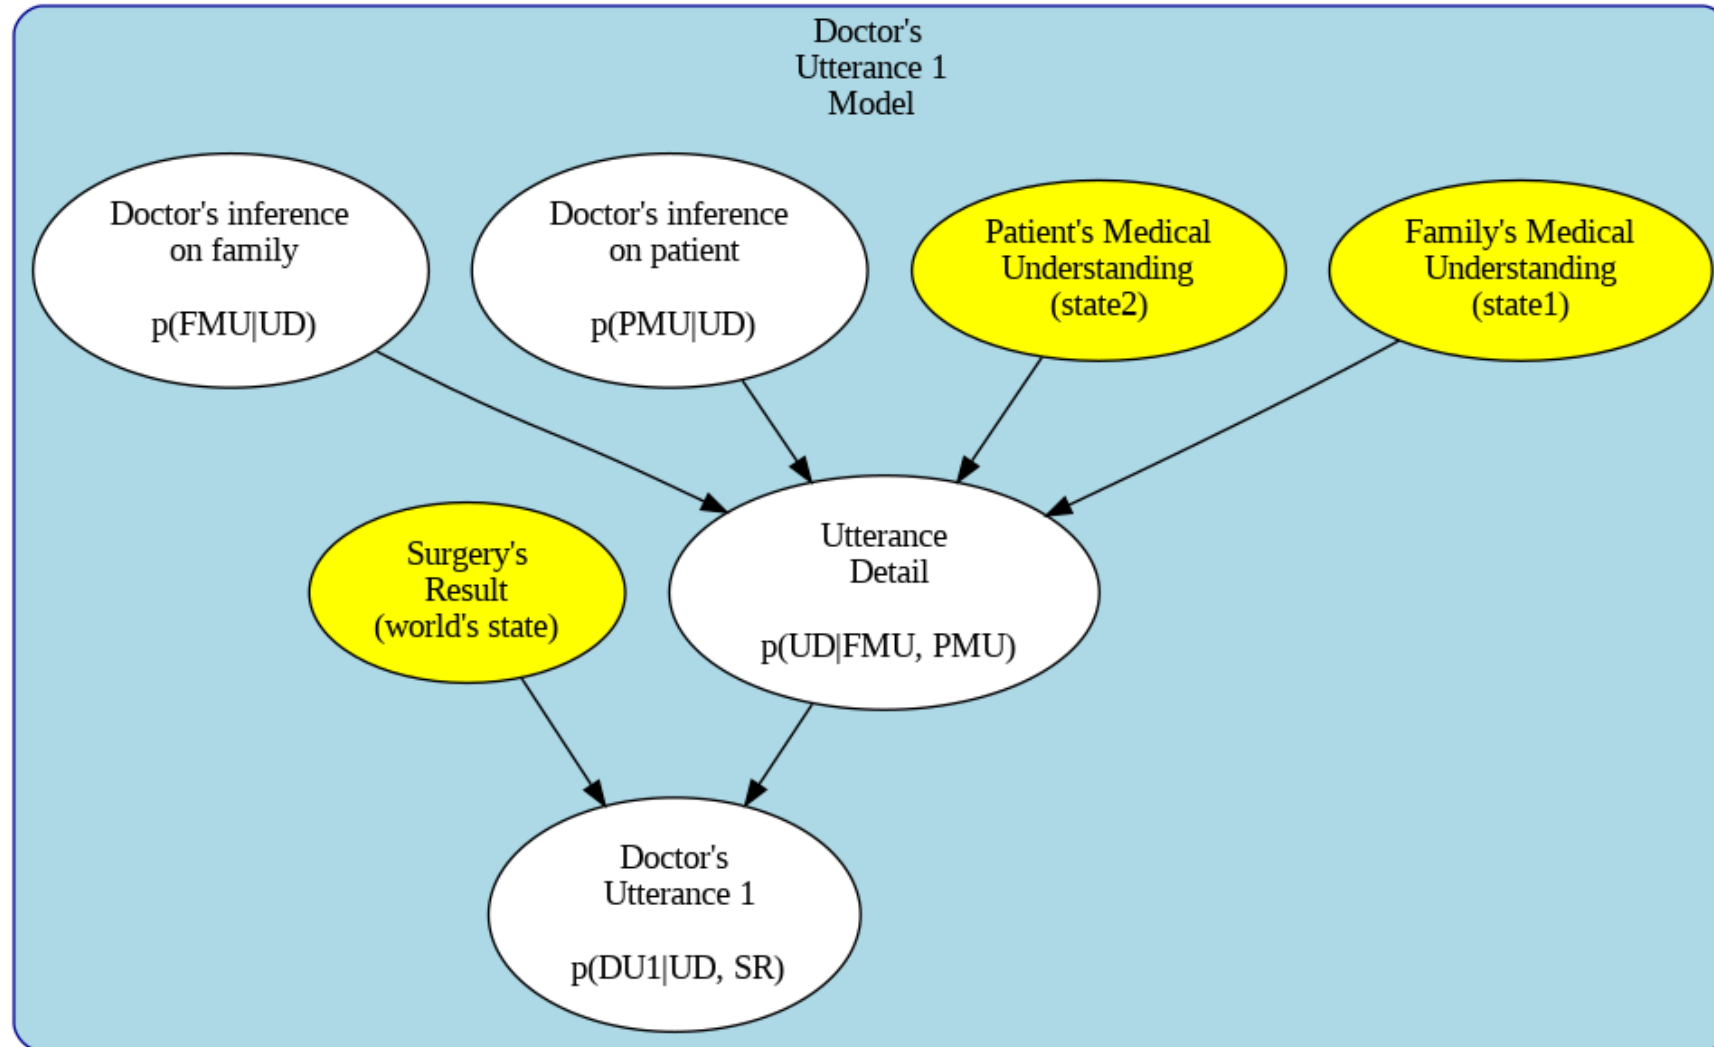 Doctor's
Utterance 1
Model
Doctor's inference
on family
p(FMU|UD)
Doctor's inference
on patient
p(PMU|UD)
Patient's Medical
Understanding
(state2)
Family's Medical
Understanding
(state1)
Surgery's
Result
(world's state)
Utterance
Detail
p(UD|FMU, PMU)
Doctor's
Utterance 1
p(DU1|UD, SR)